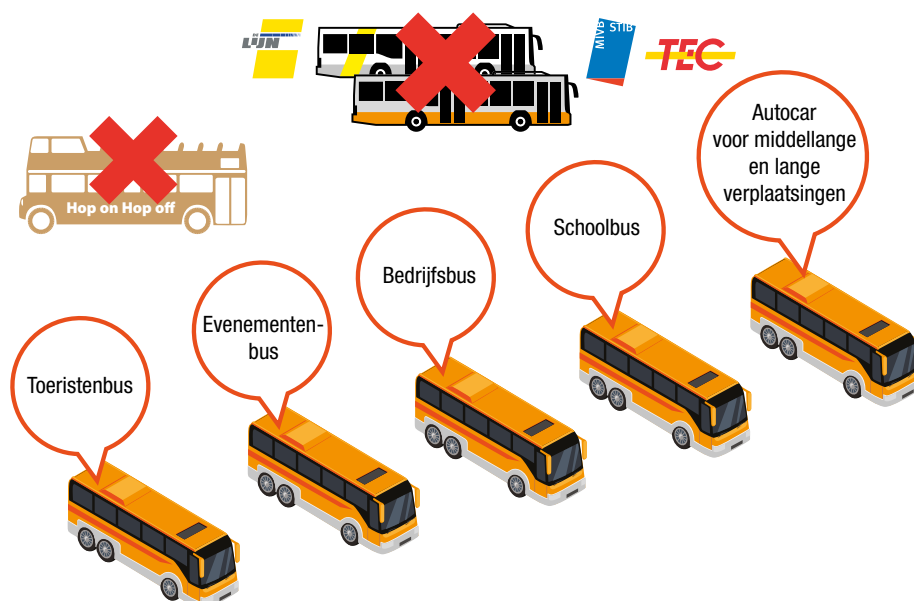 LIJN
MIVB
STIB
TEC
Hop on Hop off
Autocar
voor middellange
en lange
verplaatsingen
Schoolbus
Bedrijfsbus
Evenementen-
bus
Toeristenbus